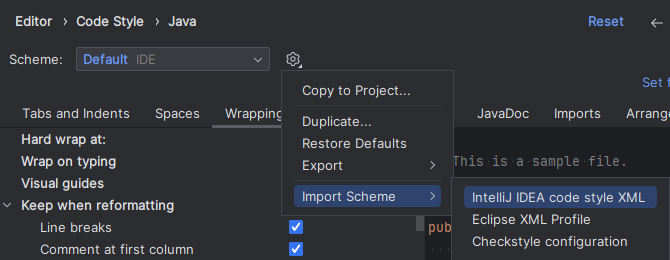 Editor › Code Style › Java Reset
Scheme: Default IDE
Copy to Project...
Set f
Tabs and Indents Spaces Wrapping JavaDoc Imports Arrang
Duplicate...
Hard wrap at:
Restore Defaults
Wrap on typing
This is a sample file.
Export
Visual guides
Import Scheme
IntelliJ IDEA code style XML
Keep when reformatting
Eclipse XML Profile
Line breaks
pub
Checkstyle configuration
Comment at first column